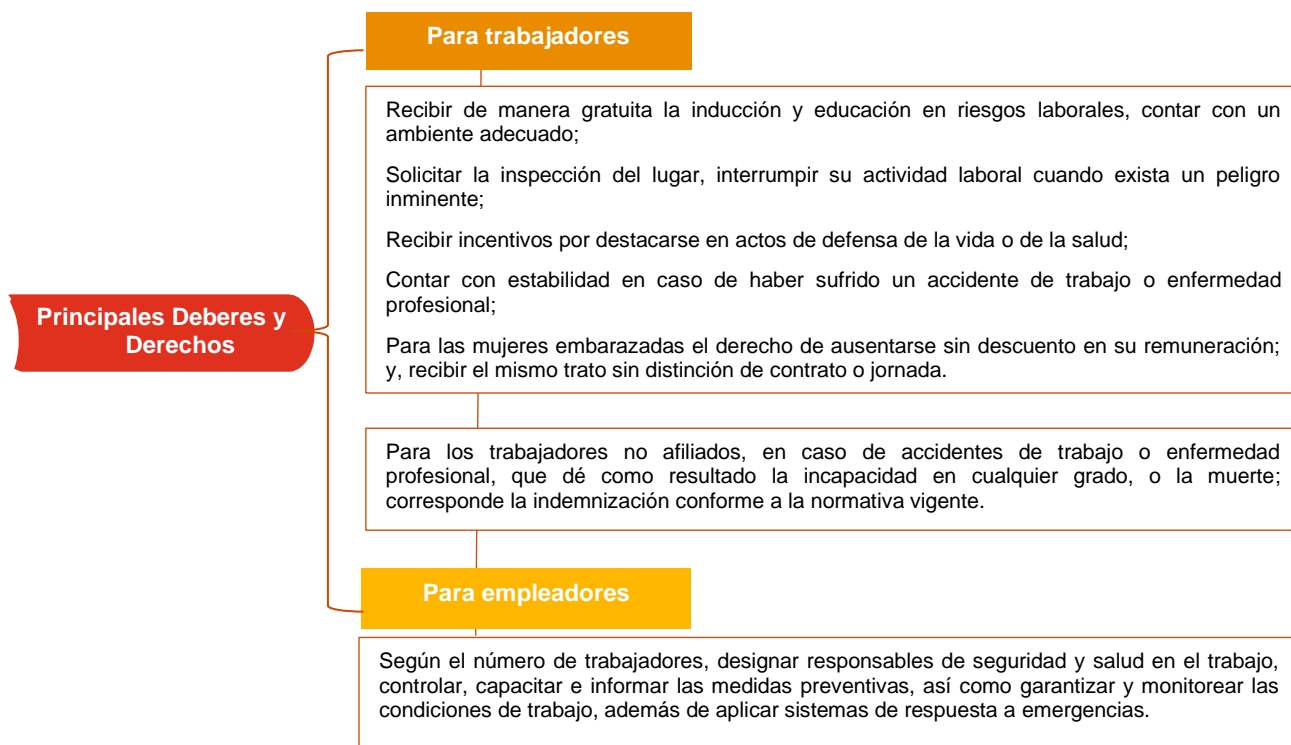 Para trabajadores
Recibir de manera gratuita la inducción y educación en riesgos laborales, contar con un
ambiente adecuado;
Solicitar la inspección del lugar, interrumpir su actividad laboral cuando exista un peligro
inminente;
Recibir incentivos por destacarse en actos de defensa de la vida o de la salud;
Contar con estabilidad en caso de haber sufrido un accidente de trabajo o enfermedad
profesional;
Para las mujeres embarazadas el derecho de ausentarse sin descuento en su remuneración;
y, recibir el mismo trato sin distinción de contrato o jornada.
Principales Deberes y
Derechos
Para los trabajadores no afiliados, en caso de accidentes de trabajo o enfermedad
profesional, que dé como resultado la incapacidad en cualquier grado, o la muerte;
corresponde la indemnización conforme a la normativa vigente.
Para empleadores
Según el número de trabajadores, designar responsables de seguridad y salud en el trabajo,
controlar, capacitar e informar las medidas preventivas, así como garantizar y monitorear las
condiciones de trabajo, además de aplicar sistemas de respuesta a emergencias.